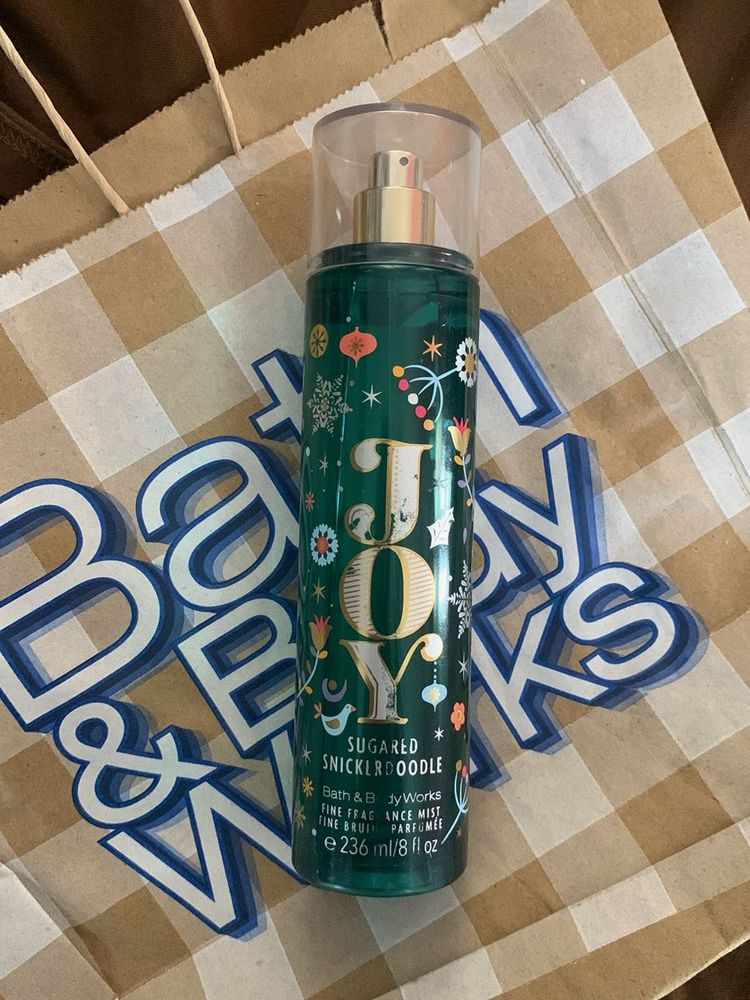 Bath & Body Works
JOY
SUGARED
SNICKERDOODLE
Bath & Body Works
FINE FRAGRANCE MIST
FINE BRUME PARFUMÉE
e 236 ml/8 fl oz